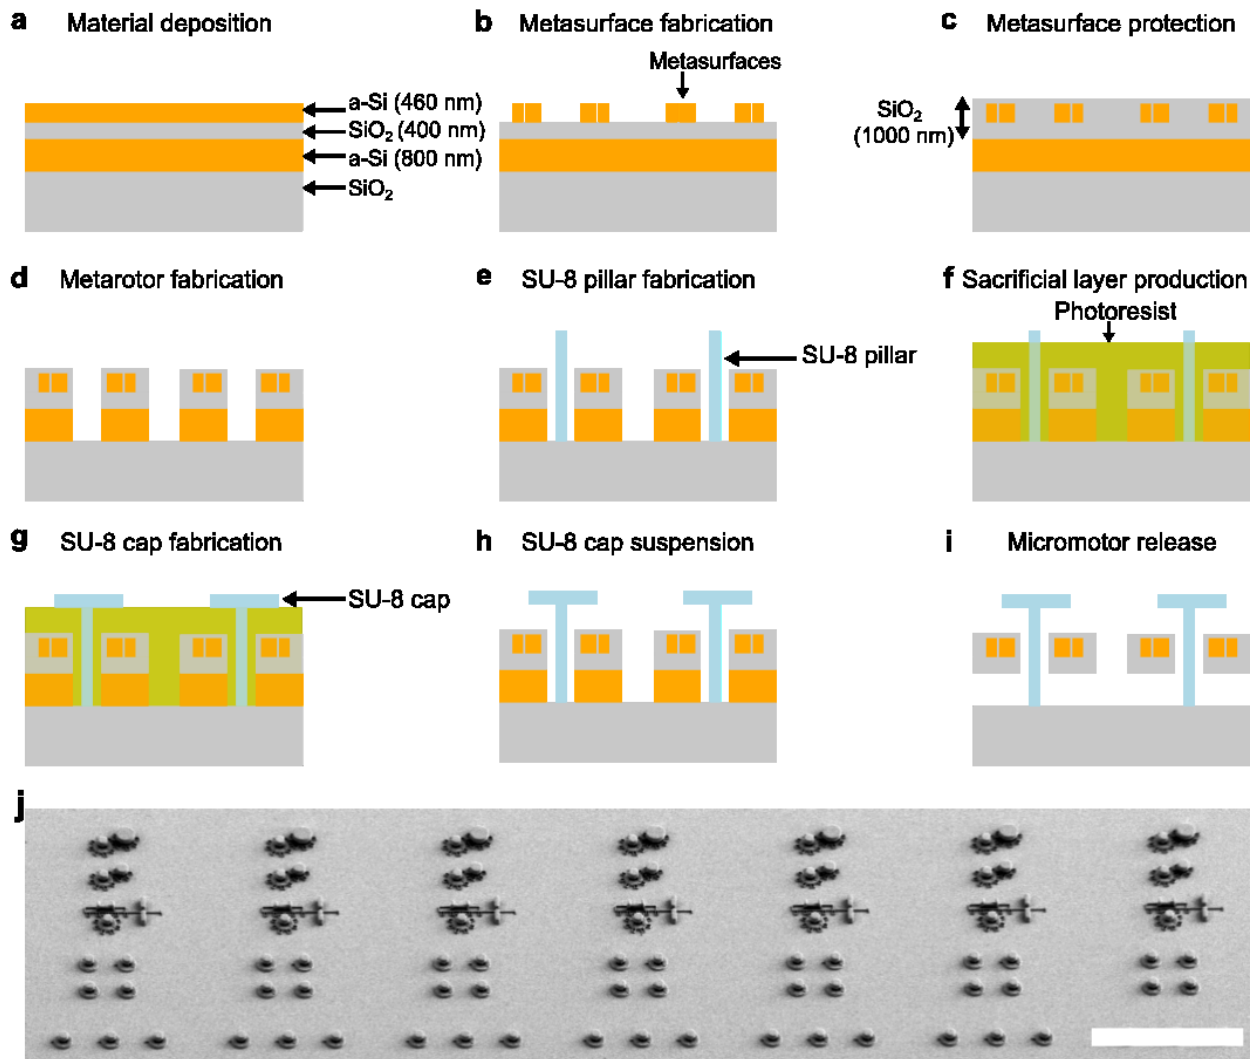 a Material deposition
a-Si (460 nm)
SiO₂ (400 nm)
a-Si (800 nm)
SiO₂
b Metasurface fabrication
Metasurfaces
c Metasurface protection
SiO₂
(1000 nm)
d Metarotor fabrication
e SU-8 pillar fabrication
SU-8 pillar
f Sacrificial layer production
Photoresist
g SU-8 cap fabrication
SU-8 cap
h SU-8 cap suspension
i Micromotor release
j